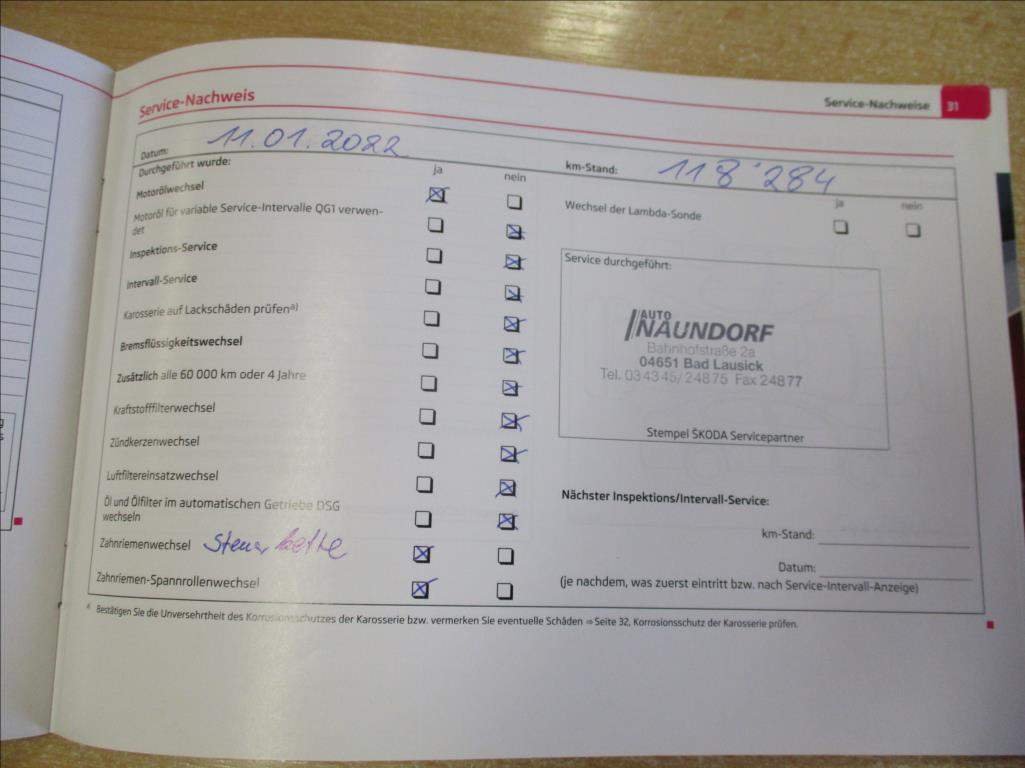 Service-Nachweise 31
Service-Nachweis
Datum: 11.01.2022
km-Stand: 118'284
Durchgeführt wurde:
ja nein
Motorölwechsel
Motoröl für variable Service-Intervalle QG1 verwen-
det
Inspektions-Service
Intervall-Service
Karosserie auf Lackschäden prüfen a)
Bremsflüssigkeitswechsel
Zusätzlich alle 60 000 km oder 4 Jahre
Kraftstofffilterwechsel
Zündkerzenwechsel
Luftfiltereinsatzwechsel
Öl und Ölfilter im automatischen Getriebe DSG
wechseln
Zahnriemenwechsel Steuerkette
Zahnriemen-Spannrollenwechsel
ja nein
Wechsel der Lambda-Sonde
Service durchgeführt:
AUTO
NAUNDORF
Bahnhofstraße 2a
04651 Bad Lausick
Tel. 034345/24875 Fax 24877
Stempel ŠKODA Servicepartner
Nächster Inspektions/Intervall-Service:
km-Stand:
Datum:
(je nachdem, was zuerst eintritt bzw. nach Service-Intervall-Anzeige)
a) Bestätigen Sie die Unversehrtheit des Korrosionsschutzes der Karosserie bzw. vermerken Sie eventuelle Schäden ⇒ Seite 32, Korrosionsschutz der Karosserie prüfen.